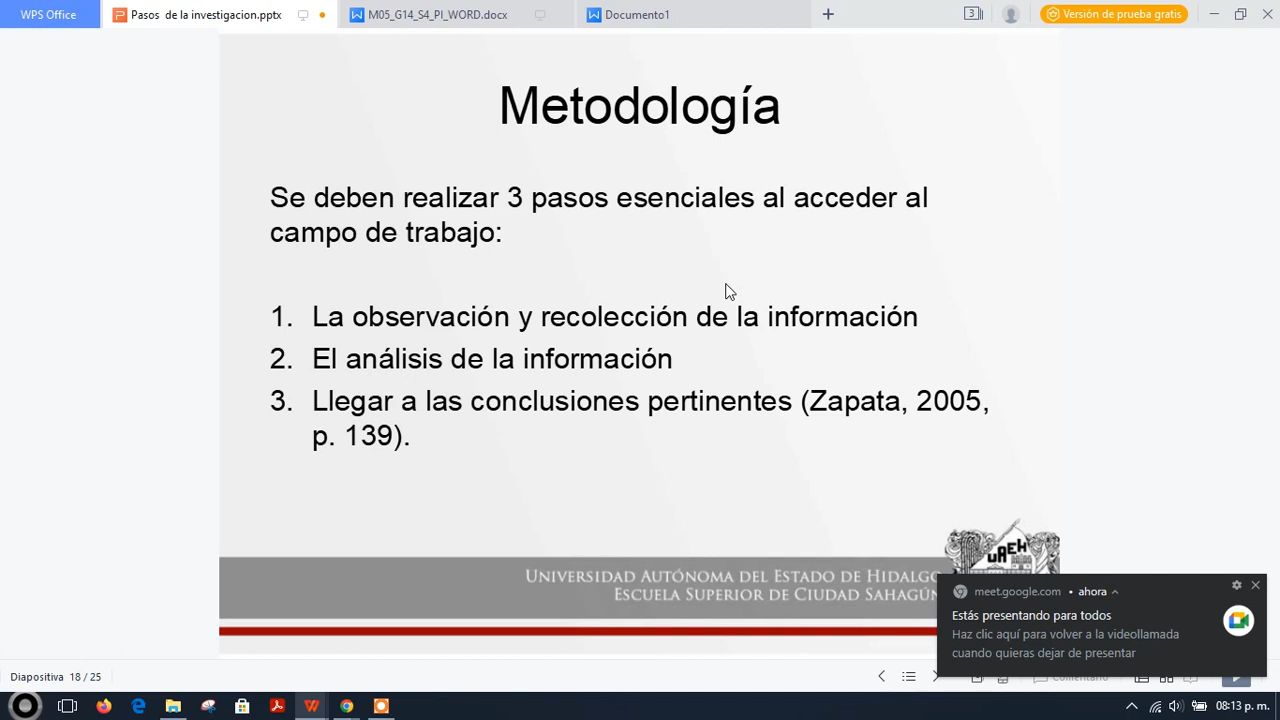 WPS Office
Pasos de la investigacion.pptx
M05_G14_S4_PI_WORD.docx
Documento1
3
Versión de prueba gratis
Metodología
Se deben realizar 3 pasos esenciales al acceder al
campo de trabajo:
1. La observación y recolección de la información
2. El análisis de la información
3. Llegar a las conclusiones pertinentes (Zapata, 2005,
p. 139).
UAEH
UNIVERSIDAD AUTÓNOMA DEL ESTADO DE HIDALGO
ESCUELA SUPERIOR DE CIUDAD SAHAGÚN
meet.google.com • ahora
Estás presentando para todos
Haz clic aquí para volver a la videollamada
cuando quieras dejar de presentar
Diapositiva 18 / 25
Comentario
08:13 p. m.